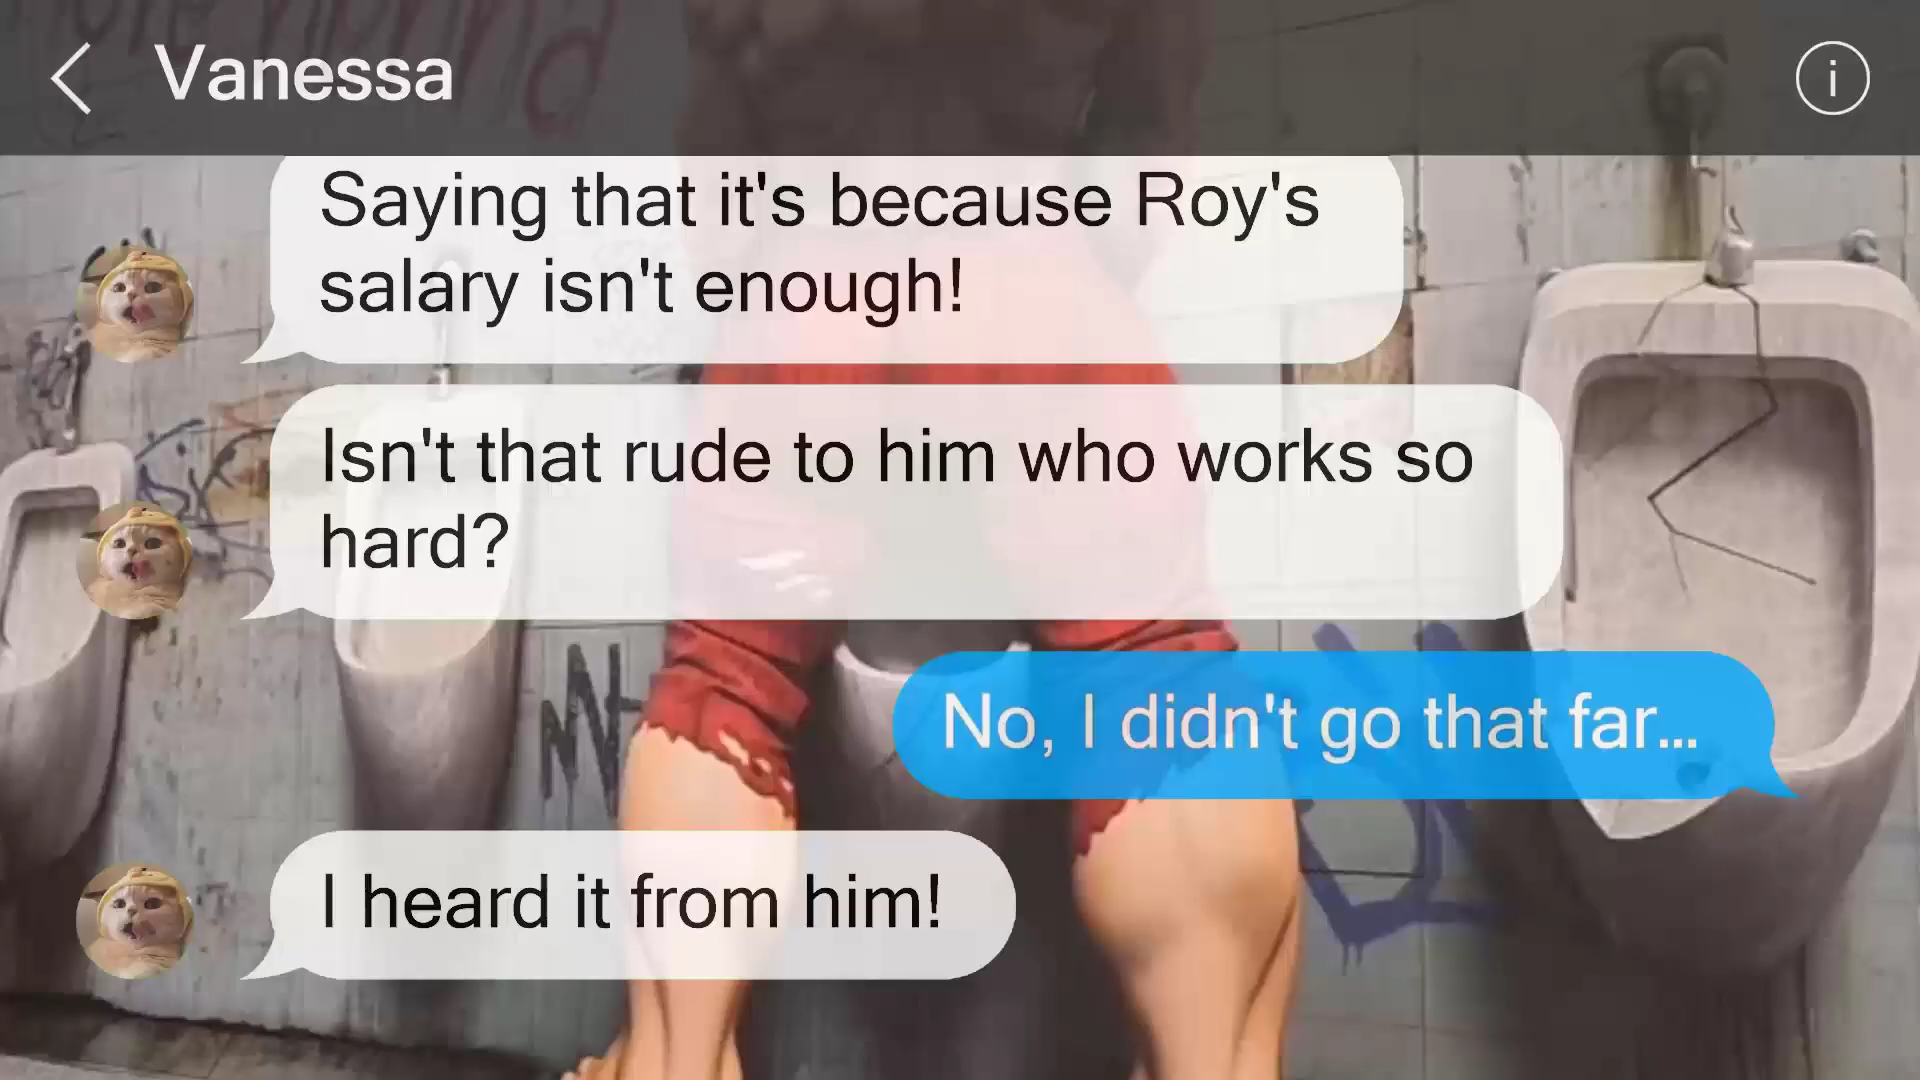 Vanessa
Saying that it's because Roy's
salary isn't enough!
Isn't that rude to him who works so
hard?
No, I didn't go that far...
I heard it from him!